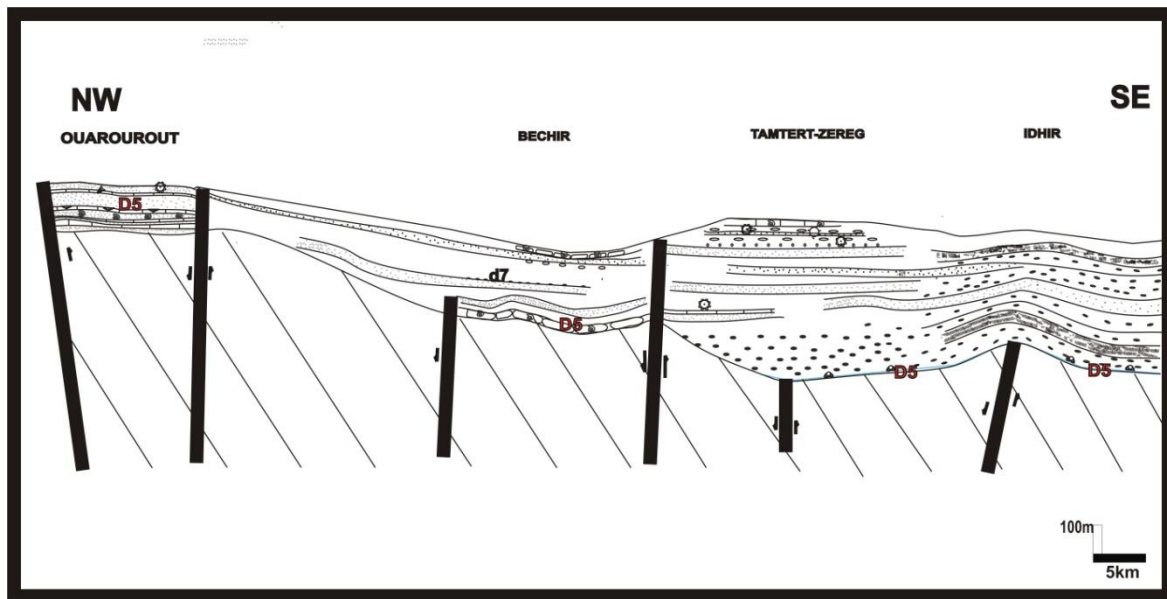 NW
SE
OUAROUROUT
BECHIR
TAMTERT-ZEREG
IDHIR
D5
d7
D5
D5
D5
100m
5km